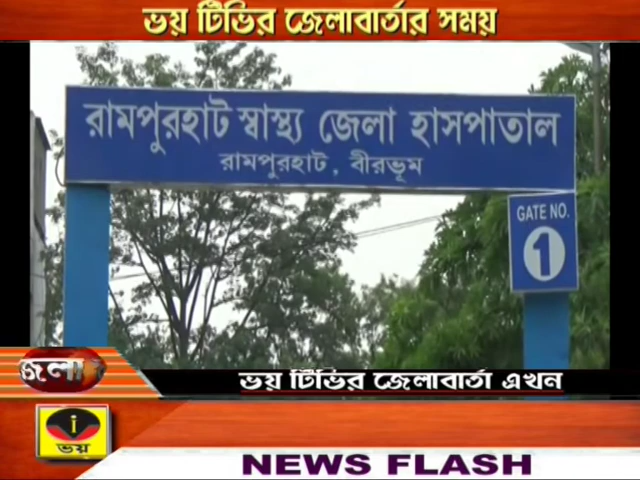 ভয় টিভির জেলাবার্তার সময়
রামপুরহাট স্বাস্থ্য জেলা হাসপাতাল
রামপুরহাট, বীরভূম
GATE NO.
1
জেলা
ভয় টিভির জেলাবার্তা এখন
i
ভয়
NEWS FLASH